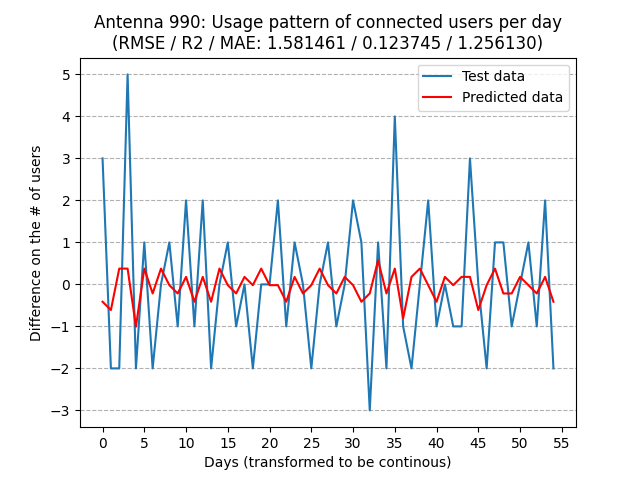 Antenna 990: Usage pattern of connected users per day
(RMSE / R2 / MAE: 1.581461 / 0.123745 / 1.256130)
Test data
Predicted data
Difference on the # of users
5
4
3
2
1
0
−1
−2
−3
0 5 10 15 20 25 30 35 40 45 50 55
Days (transformed to be continous)